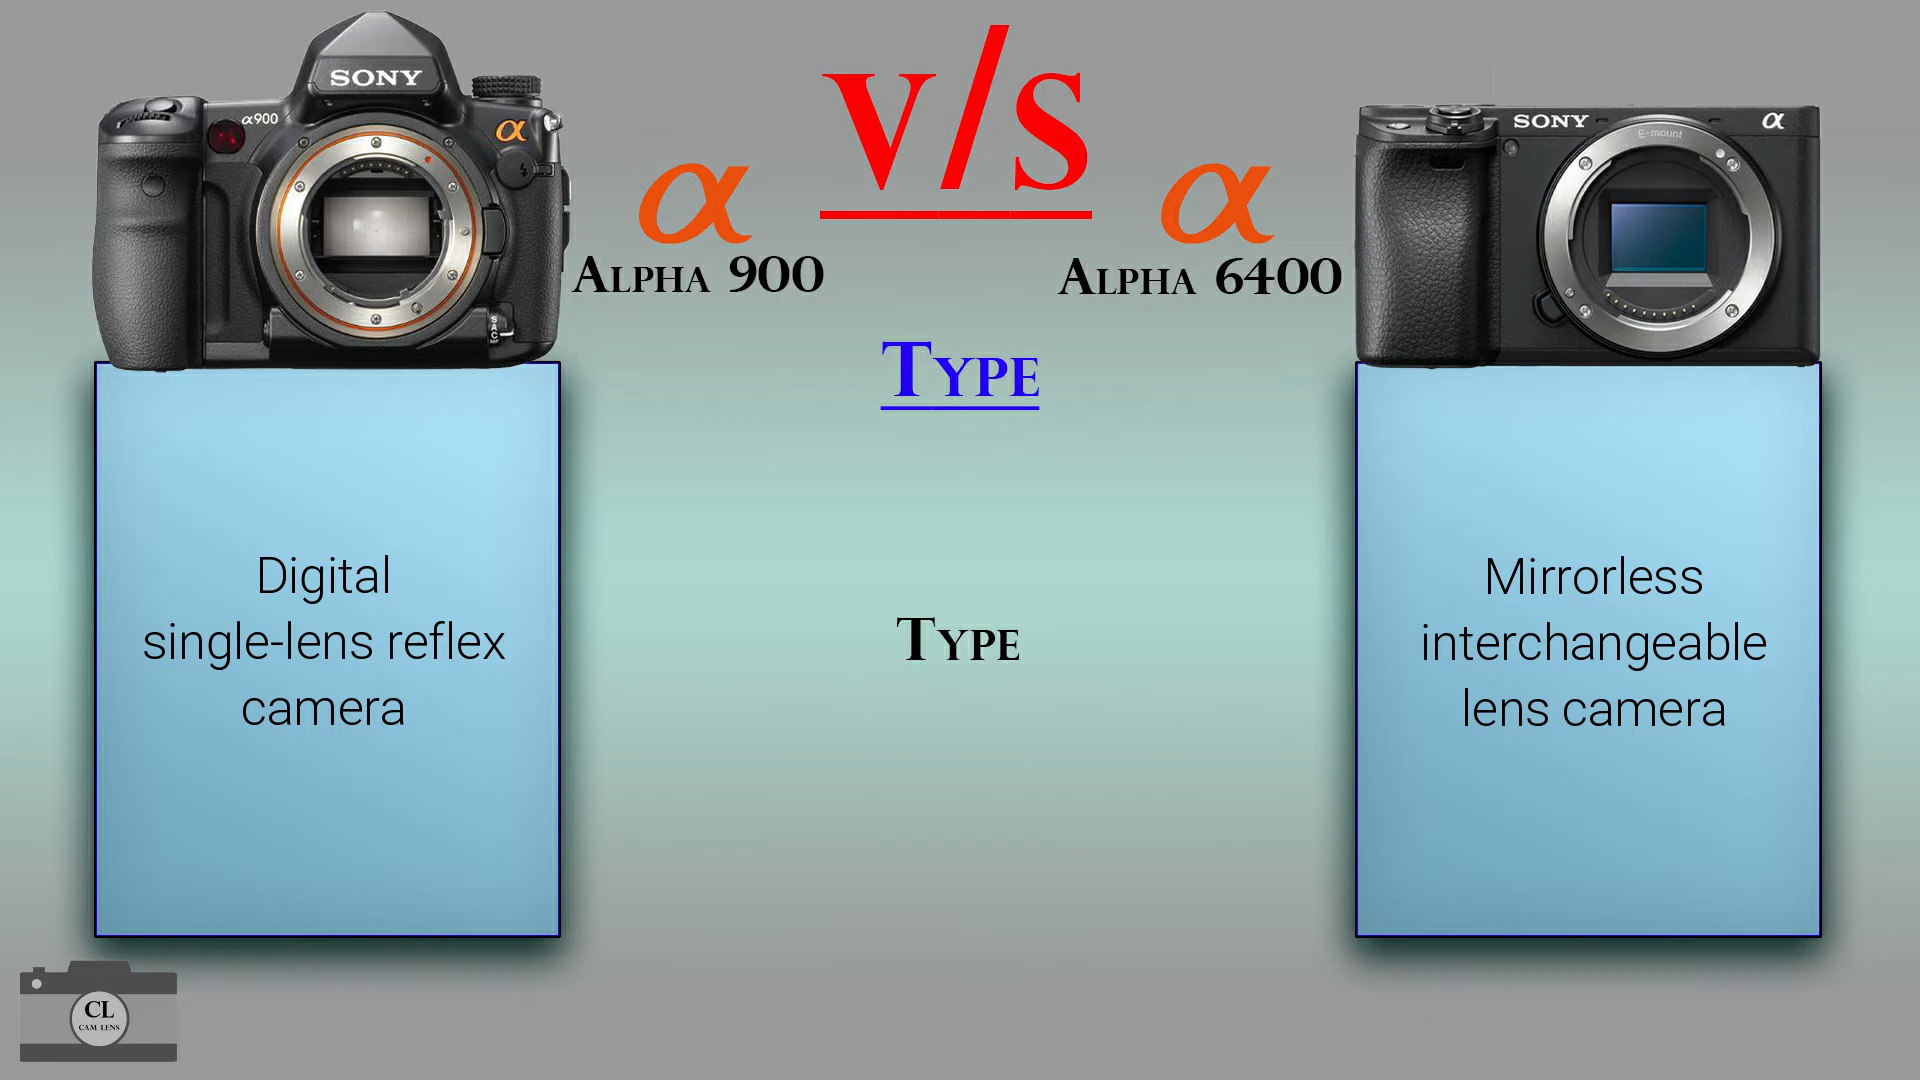 SONY
α900
α
V/S
SONY
E-mount
α
α
α
Alpha 900
Alpha 6400
Type
Digital
single-lens reflex
camera
Type
Mirrorless
interchangeable
lens camera
CL
CAM LENS